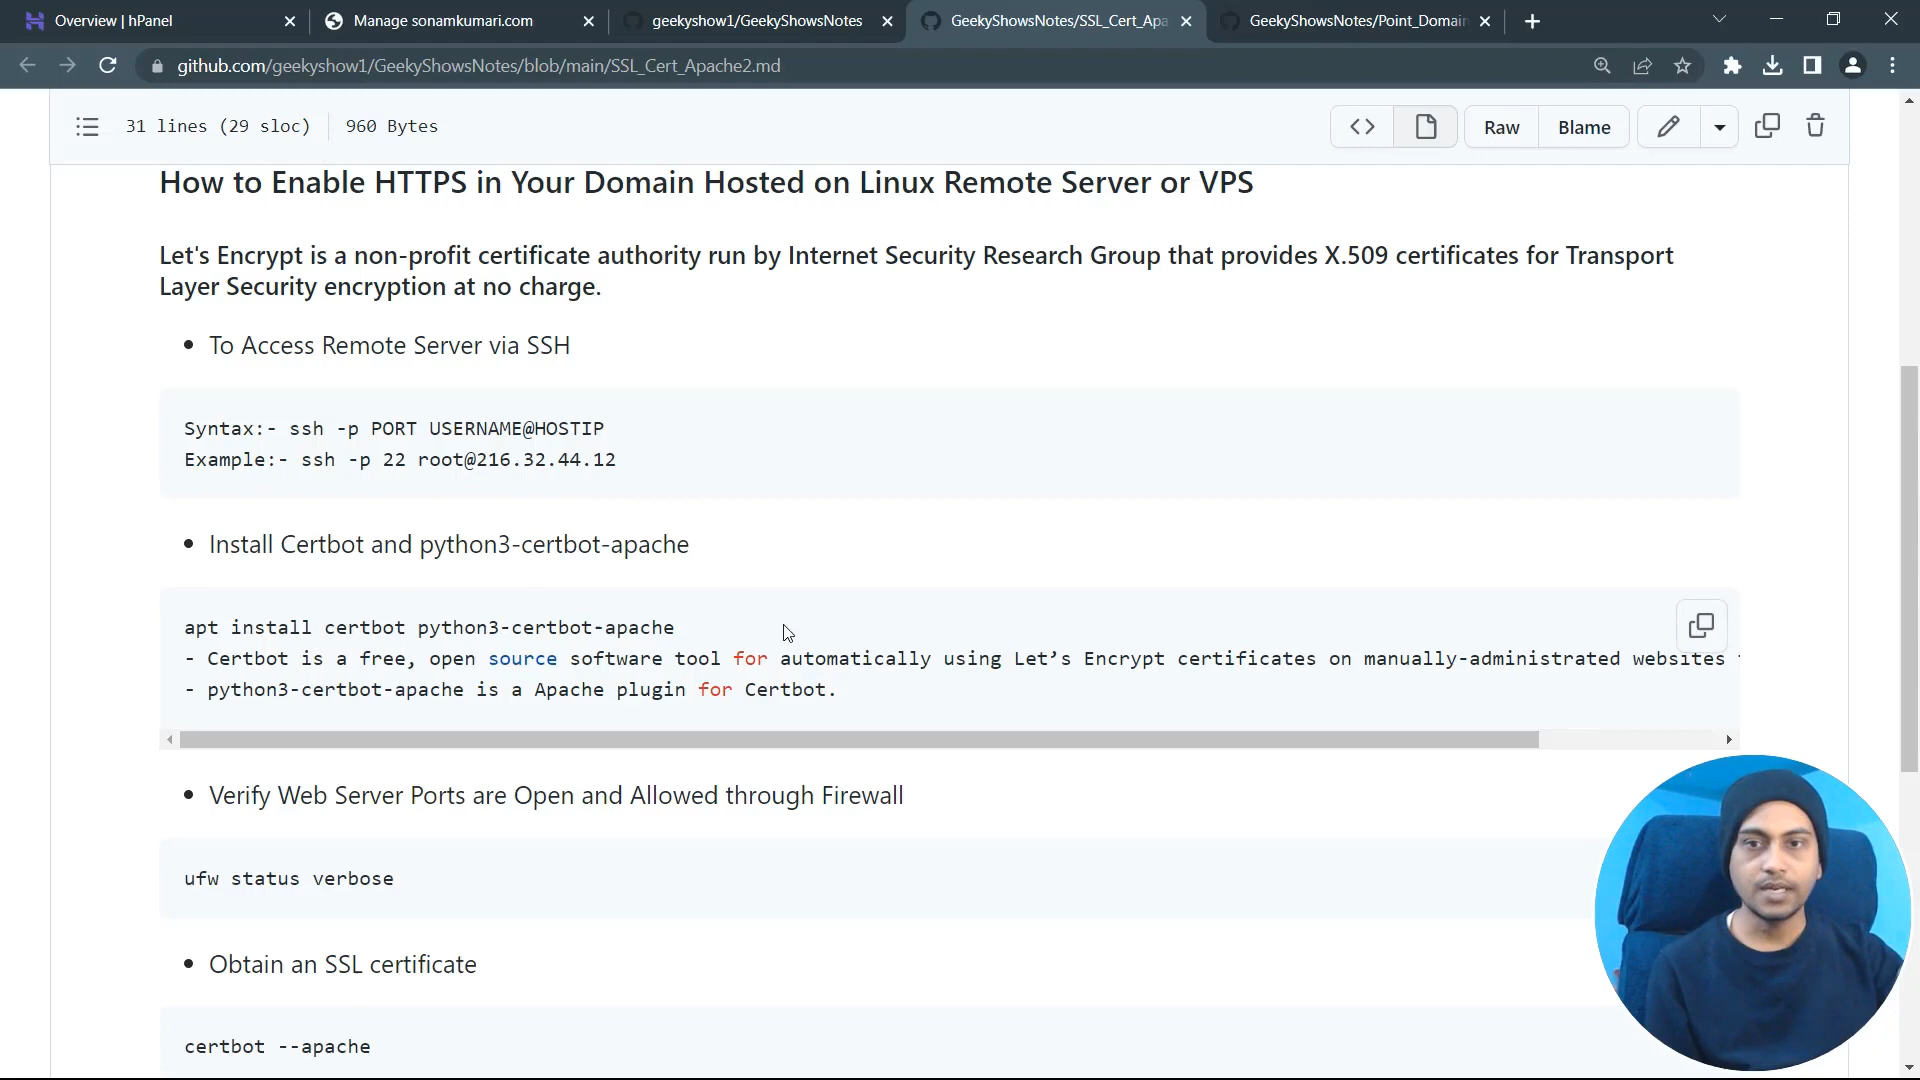 Overview | hPanel
Manage sonamkumari.com
geekyshow1/GeekyShowsNotes
GeekyShowsNotes/SSL_Cert_Apa
GeekyShowsNotes/Point_Domain
github.com/geekyshow1/GeekyShowsNotes/blob/main/SSL_Cert_Apache2.md
31 lines (29 sloc) 960 Bytes
Raw Blame
How to Enable HTTPS in Your Domain Hosted on Linux Remote Server or VPS
Let's Encrypt is a non-profit certificate authority run by Internet Security Research Group that provides X.509 certificates for Transport
Layer Security encryption at no charge.
• To Access Remote Server via SSH
Syntax:- ssh -p PORT USERNAME@HOSTIP
Example:- ssh -p 22 root@216.32.44.12
• Install Certbot and python3-certbot-apache
apt install certbot python3-certbot-apache
- Certbot is a free, open source software tool for automatically using Let’s Encrypt certificates on manually-administrated websites
- python3-certbot-apache is a Apache plugin for Certbot.
• Verify Web Server Ports are Open and Allowed through Firewall
ufw status verbose
• Obtain an SSL certificate
certbot --apache